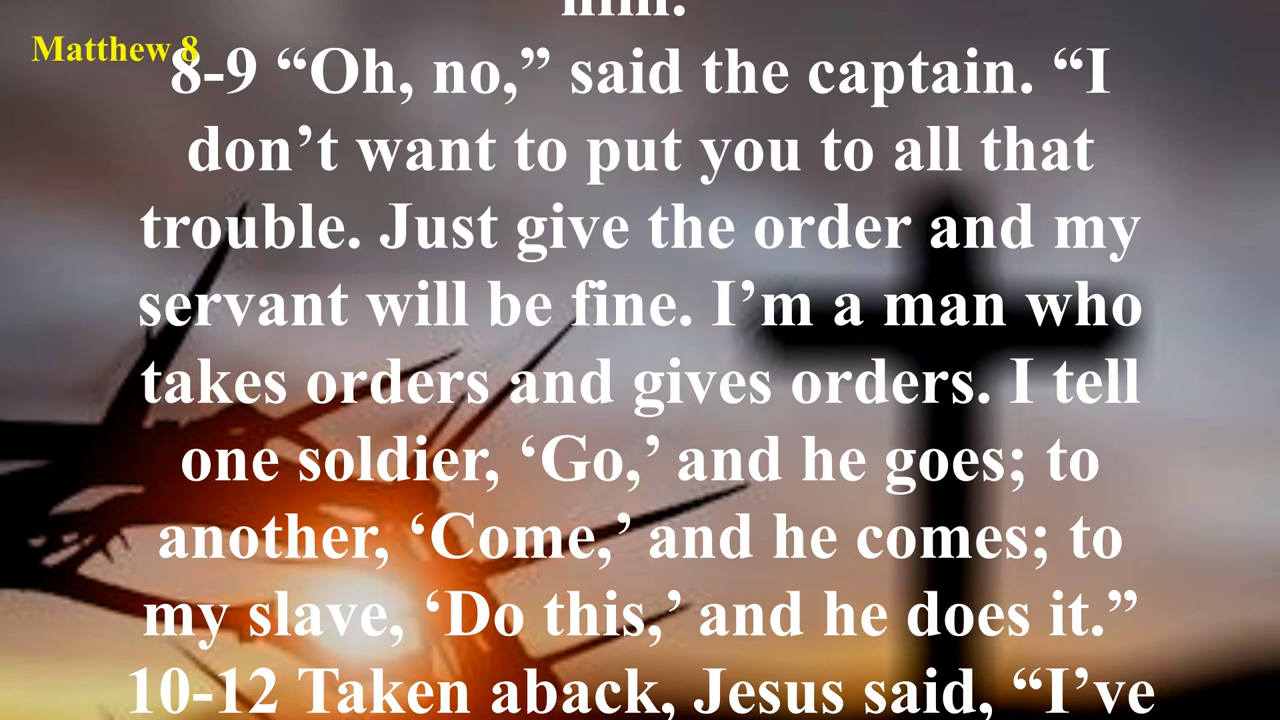 him.
Matthew 8
8-9 “Oh, no,” said the captain. “I
don’t want to put you to all that
trouble. Just give the order and my
servant will be fine. I’m a man who
takes orders and gives orders. I tell
one soldier, ‘Go,’ and he goes; to
another, ‘Come,’ and he comes; to
my slave, ‘Do this,’ and he does it.”
10-12 Taken aback, Jesus said, “I’ve